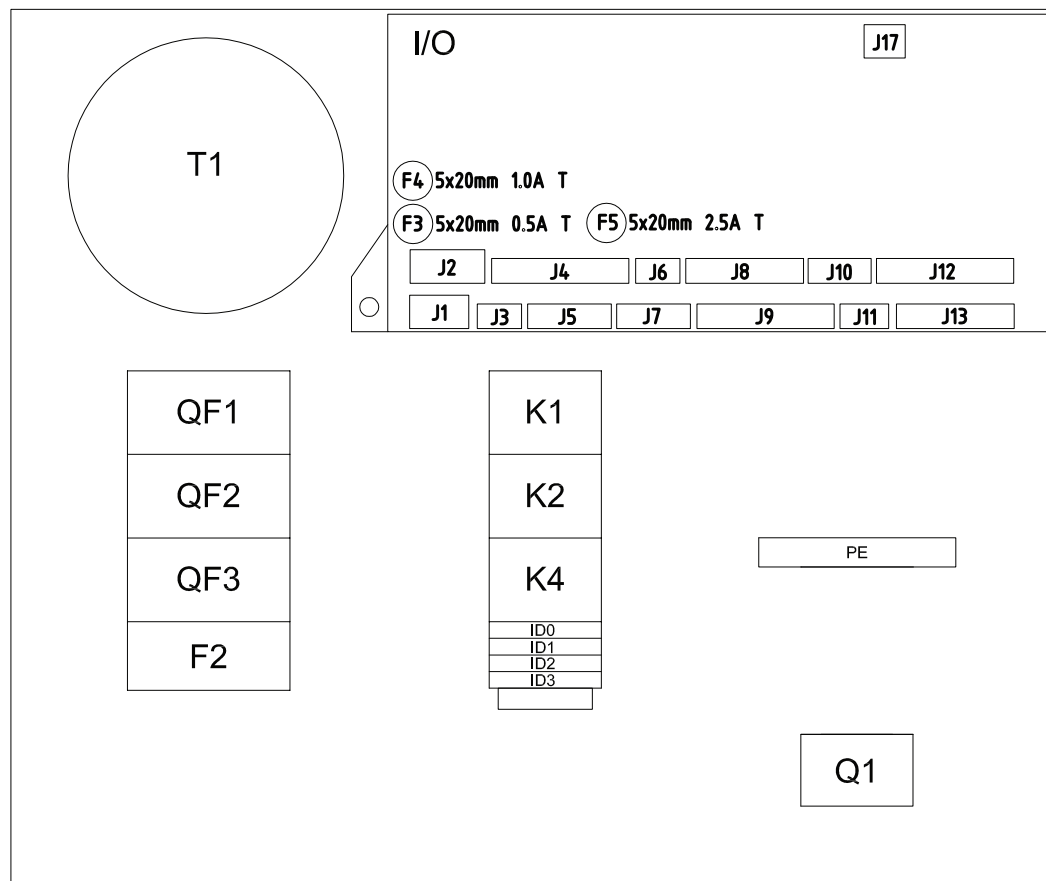 I/O
J17
T1
F4 5x20mm 1.0A T
F3 5x20mm 0.5A T F5 5x20mm 2.5A T
J2 J4 J6 J8 J10 J12
J1 J3 J5 J7 J9 J11 J13
QF1
QF2
QF3
F2
K1
K2
K4
ID0
ID1
ID2
ID3
PE
Q1